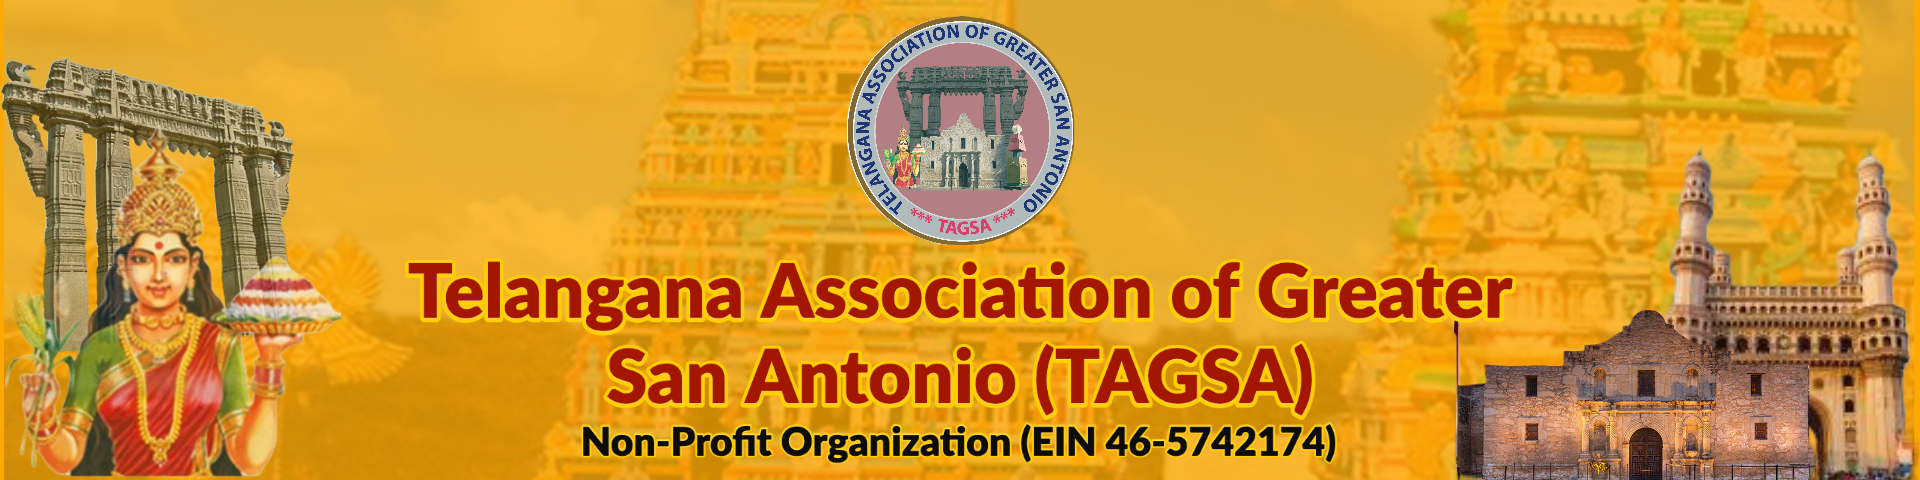 TELANGANA ASSOCIATION OF GREATER SAN ANTONIO
*** TAGSA ***
Telangana Association of Greater
San Antonio (TAGSA)
Non-Profit Organization (EIN 46-5742174)